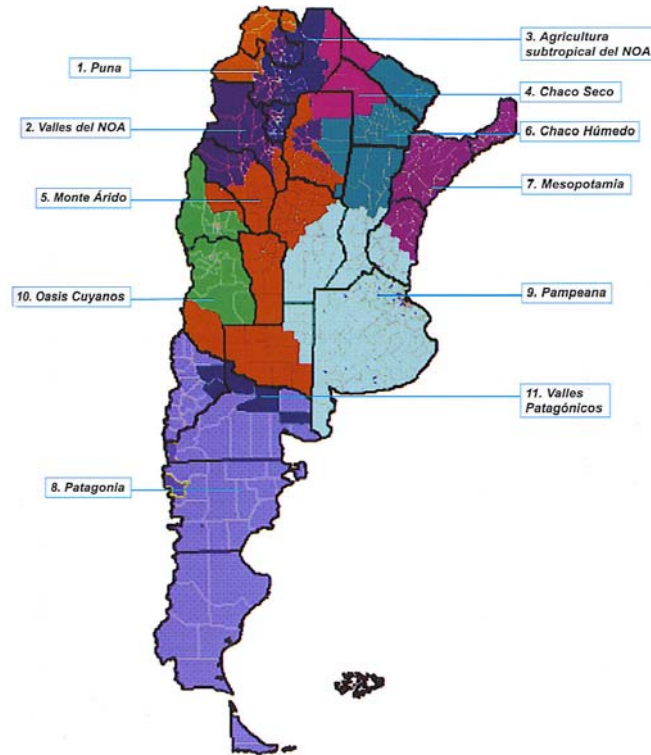 3. Agricultura
subtropical del NOA
1. Puna
4. Chaco Seco
2. Valles del NOA
6. Chaco Húmedo
7. Mesopotamia
5. Monte Árido
10. Oasis Cuyanos
9. Pampeana
11. Valles
Patagónicos
8. Patagonia